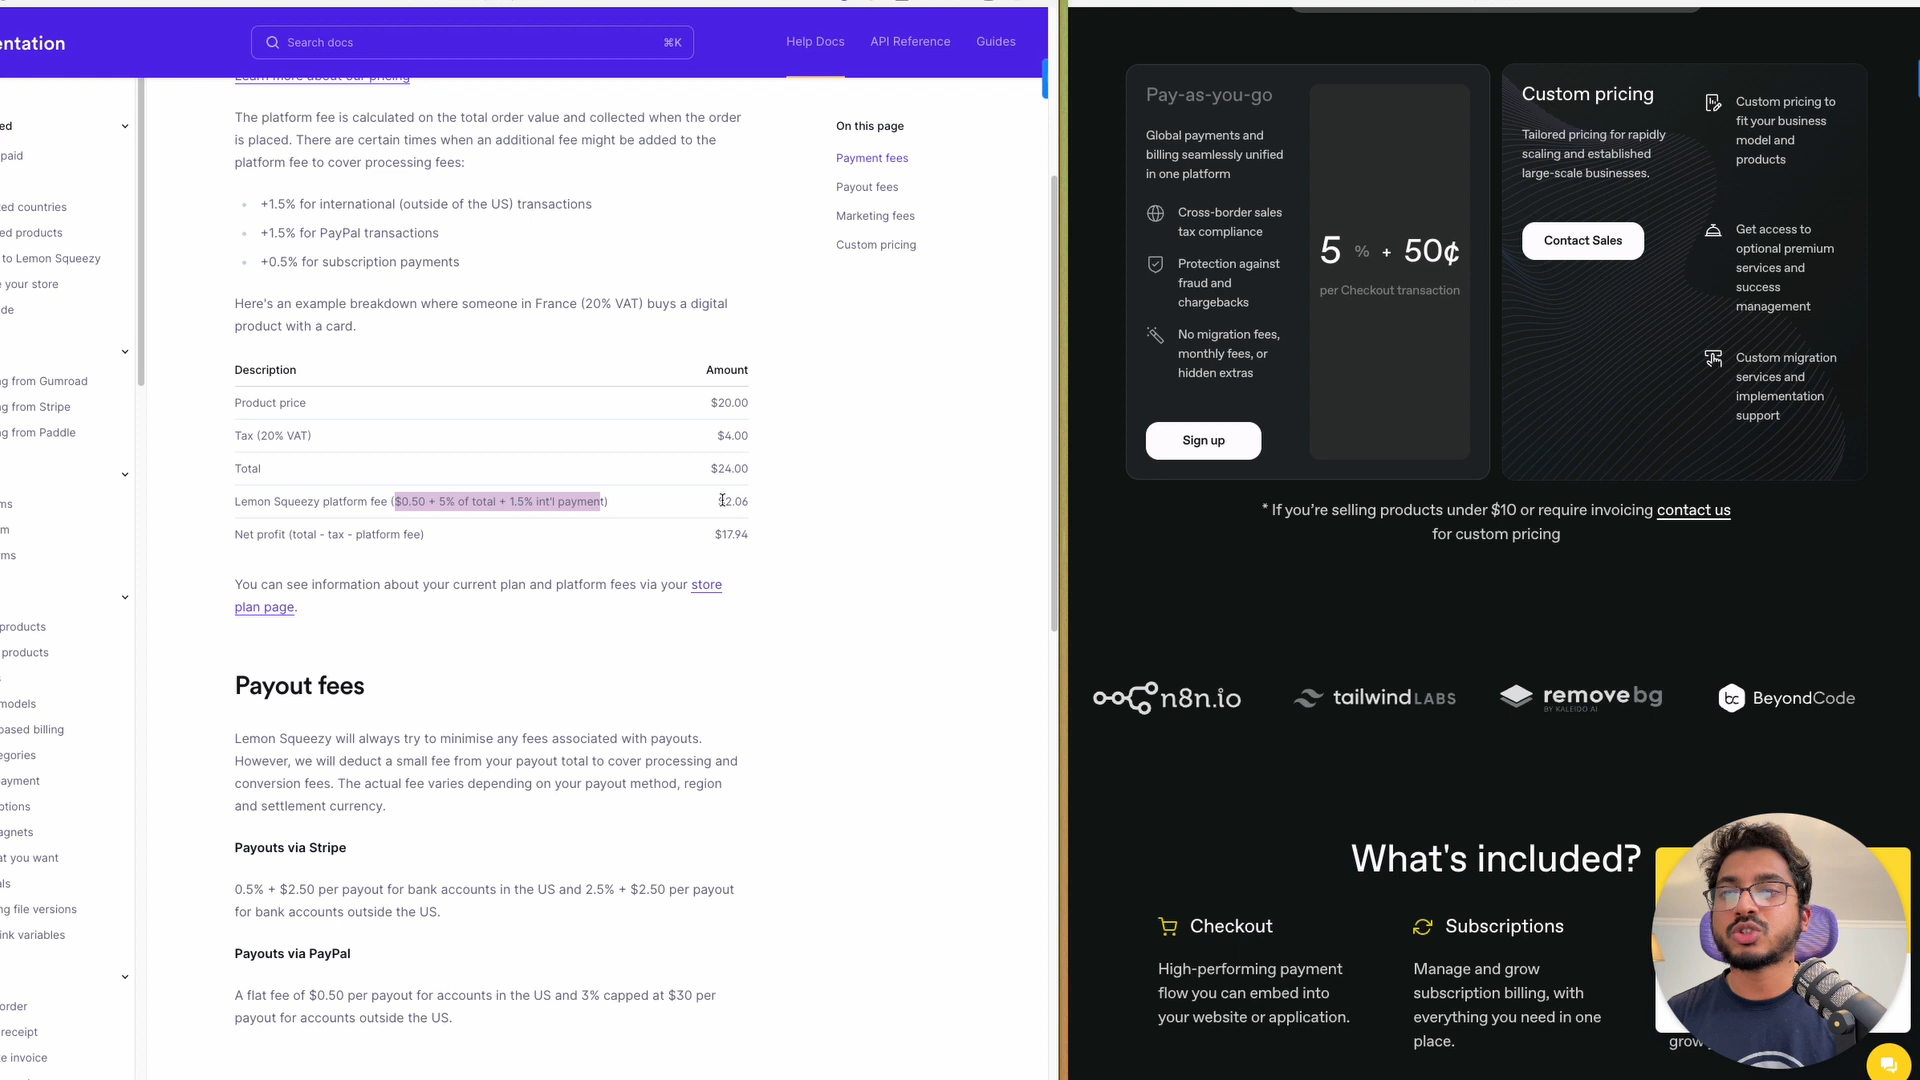 entation
Search docs
⌘K
Help Docs
API Reference
Guides
ed
paid
ted countries
ed products
to Lemon Squeezy
e your store
de
ng from Gumroad
g from Stripe
g from Paddle
ms
m
ms
products
products
s
models
based billing
egories
ayment
ptions
agnets
at you want
als
ng file versions
ink variables
order
receipt
te invoice
Learn more about our pricing
The platform fee is calculated on the total order value and collected when the order
is placed. There are certain times when an additional fee might be added to the
platform fee to cover processing fees:
+1.5% for international (outside of the US) transactions
+1.5% for PayPal transactions
+0.5% for subscription payments
Here's an example breakdown where someone in France (20% VAT) buys a digital
product with a card.
Description Amount
Product price $20.00
Tax (20% VAT) $4.00
Total $24.00
Lemon Squeezy platform fee ($0.50 + 5% of total + 1.5% int'l payment) $2.06
Net profit (total - tax - platform fee) $17.94
You can see information about your current plan and platform fees via your store
plan page.
Payout fees
Lemon Squeezy will always try to minimise any fees associated with payouts.
However, we will deduct a small fee from your payout total to cover processing and
conversion fees. The actual fee varies depending on your payout method, region
and settlement currency.
Payouts via Stripe
0.5% + $2.50 per payout for bank accounts in the US and 2.5% + $2.50 per payout
for bank accounts outside the US.
Payouts via PayPal
A flat fee of $0.50 per payout for accounts in the US and 3% capped at $30 per
payout for accounts outside the US.
On this page
Payment fees
Payout fees
Marketing fees
Custom pricing
Pay-as-you-go
Global payments and
billing seamlessly unified
in one platform
Cross-border sales
tax compliance
Protection against
fraud and
chargebacks
No migration fees,
monthly fees, or
hidden extras
Sign up
5 % + 50¢
per Checkout transaction
Custom pricing
Tailored pricing for rapidly
scaling and established
large-scale businesses.
Contact Sales
Custom pricing to
fit your business
model and
products
Get access to
optional premium
services and
success
management
Custom migration
services and
implementation
support
* If you're selling products under $10 or require invoicing contact us
for custom pricing
n8n.io
tailwind LABS
removebg
BY KALEIDO AI
bc BeyondCode
What's included?
Checkout
High-performing payment
flow you can embed into
your website or application.
Subscriptions
Manage and grow
subscription billing, with
everything you need in one
place.